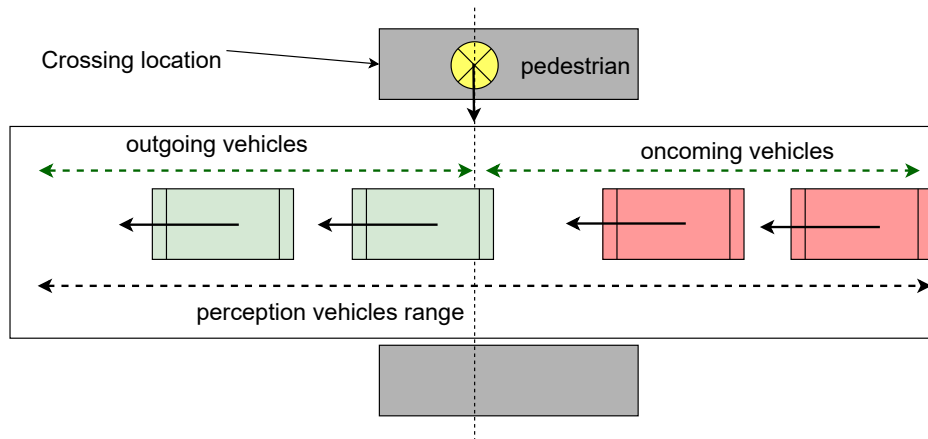 Crossing location
pedestrian
outgoing vehicles
oncoming vehicles
perception vehicles range